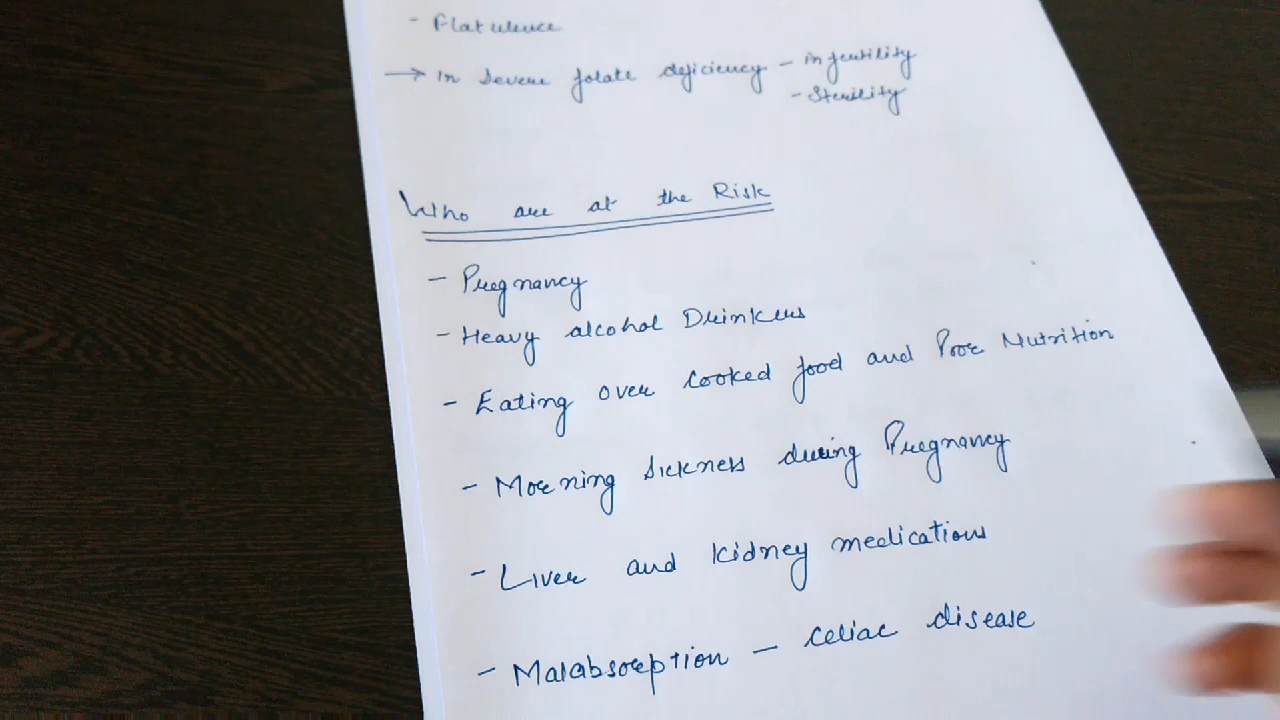 - Flatulence
→ In Severe folate deficiency - infertility
- Sterility
Who are at the Risk
- Pregnancy
- Heavy alcohol Drinkers
- Eating over cooked food and Poor Nutrition
- Morning Sickness during Pregnancy
- Liver and kidney medications
- Malabsorption - celiac disease